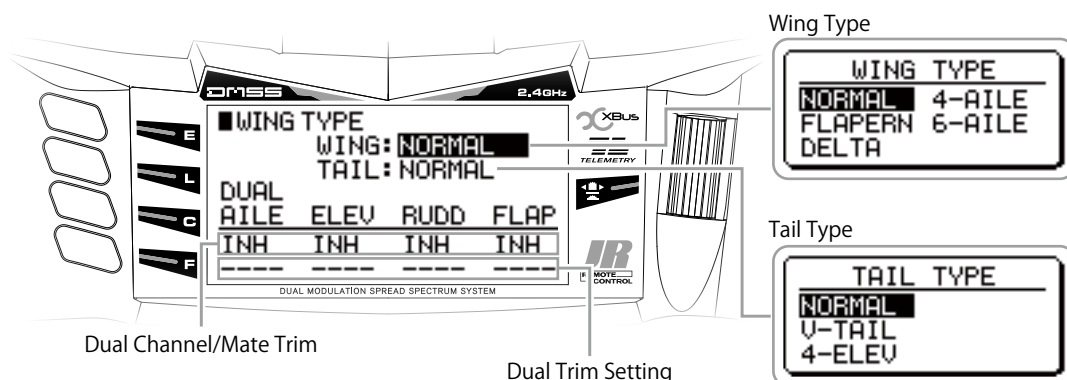 Wing Type
WING TYPE
NORMAL 4-AILE
FLAPERN 6-AILE
DELTA
DMSS 2.4GHz
XBus
TELEMETRY
WING TYPE
WING: NORMAL
TAIL: NORMAL
DUAL
AILE ELEV RUDD FLAP
INH INH INH INH
---- ---- ---- ----
E
L
C
F
JR
REMOTE
CONTROL
DUAL MODULATION SPREAD SPECTRUM SYSTEM
Tail Type
TAIL TYPE
NORMAL
V-TAIL
4-ELEV
Dual Channel/Mate Trim
Dual Trim Setting